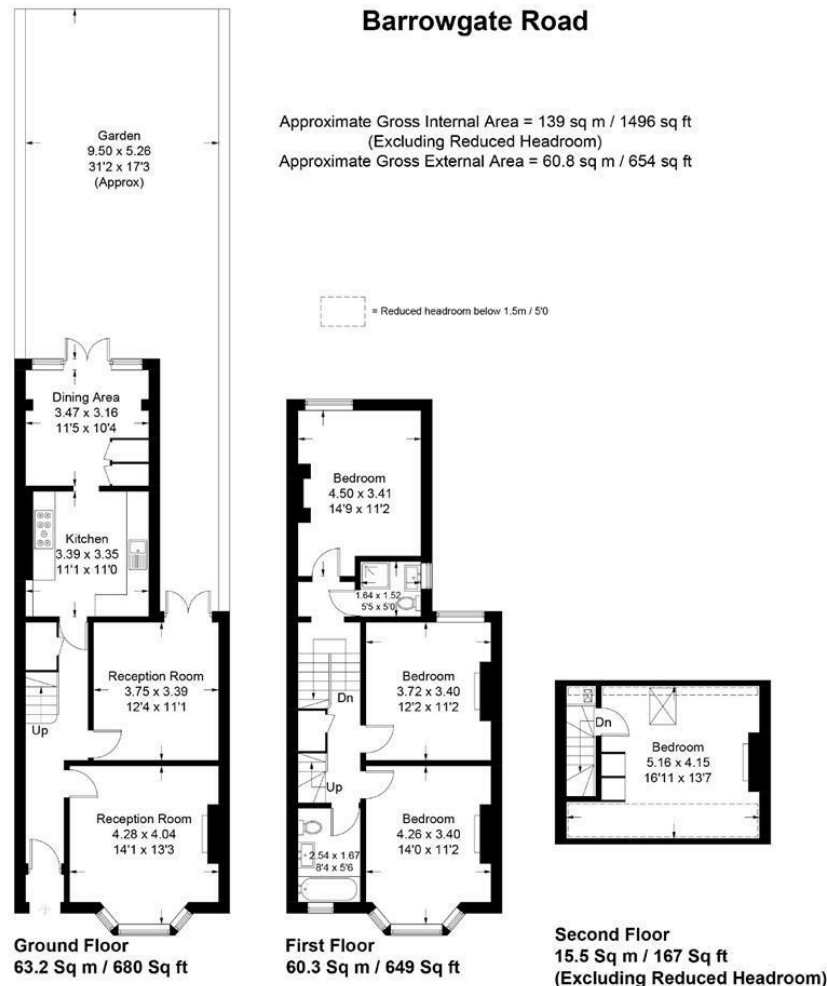 Barrowgate Road
Approximate Gross Internal Area = 139 sq m / 1496 sq ft
(Excluding Reduced Headroom)
Approximate Gross External Area = 60.8 sq m / 654 sq ft
= Reduced headroom below 1.5m / 5'0
Garden
9.50 x 5.26
31'2 x 17'3
(Approx)
Dining Area
3.47 x 3.16
11'5 x 10'4
Kitchen
3.39 x 3.35
11'1 x 11'0
Reception Room
3.75 x 3.39
12'4 x 11'1
Up
Reception Room
4.28 x 4.04
14'1 x 13'3
Ground Floor
63.2 Sq m / 680 Sq ft
Bedroom
4.50 x 3.41
14'9 x 11'2
1.64 x 1.52
5'5 x 5'0
Dn
Bedroom
3.72 x 3.40
12'2 x 11'2
Up
Bedroom
4.26 x 3.40
14'0 x 11'2
2.54 x 1.67
8'4 x 5'6
First Floor
60.3 Sq m / 649 Sq ft
Dn
Bedroom
5.16 x 4.15
16'11 x 13'7
Second Floor
15.5 Sq m / 167 Sq ft
(Excluding Reduced Headroom)